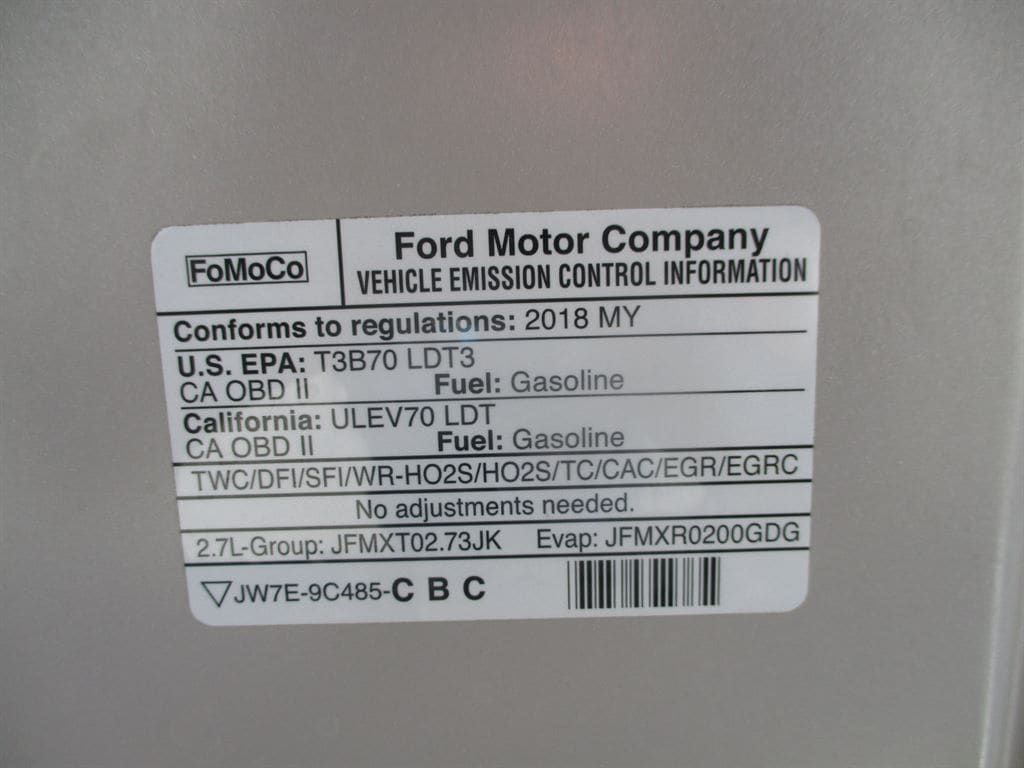 FoMoCo
Ford Motor Company
VEHICLE EMISSION CONTROL INFORMATION
Conforms to regulations: 2018 MY
U.S. EPA: T3B70 LDT3
CA OBD II Fuel: Gasoline
California: ULEV70 LDT
CA OBD II Fuel: Gasoline
TWC/DFI/SFI/WR-HO2S/HO2S/TC/CAC/EGR/EGRC
No adjustments needed.
2.7L-Group: JFMXT02.73JK Evap: JFMXR0200GDG
JW7E-9C485-C B C